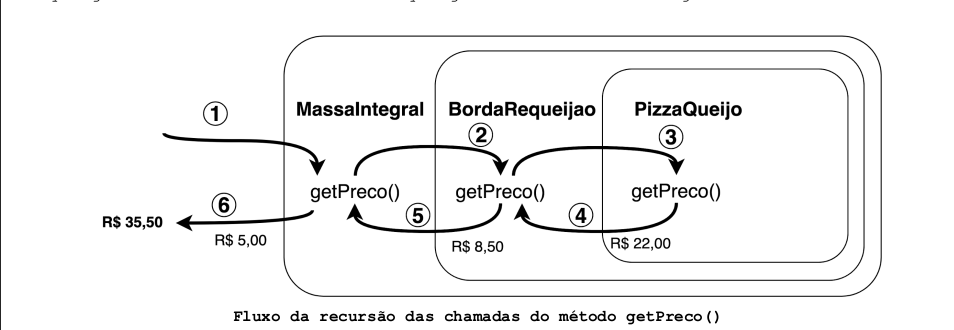 MassaIntegral BordaRequeijao PizzaQueijo
1 2 3
getPreco() getPreco() getPreco()
6 5 4
R$ 35,50
R$ 5,00 R$ 8,50 R$ 22,00
Fluxo da recursão das chamadas do método getPreco()